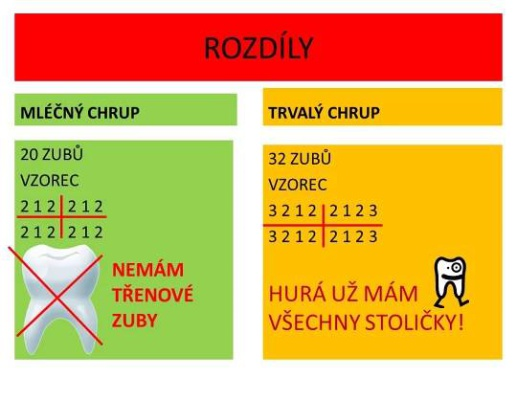 ROZDÍLY
MLÉČNÝ CHRUP
20 ZUBŮ
VZOREC
2 1 2 2 1 2
2 1 2 2 1 2
NEMÁM
TŘENOVÉ
ZUBY
TRVALÝ CHRUP
32 ZUBŮ
VZOREC
3 2 1 2 2 1 2 3
3 2 1 2 2 1 2 3
HURÁ UŽ MÁM
VŠECHNY STOLIČKY!